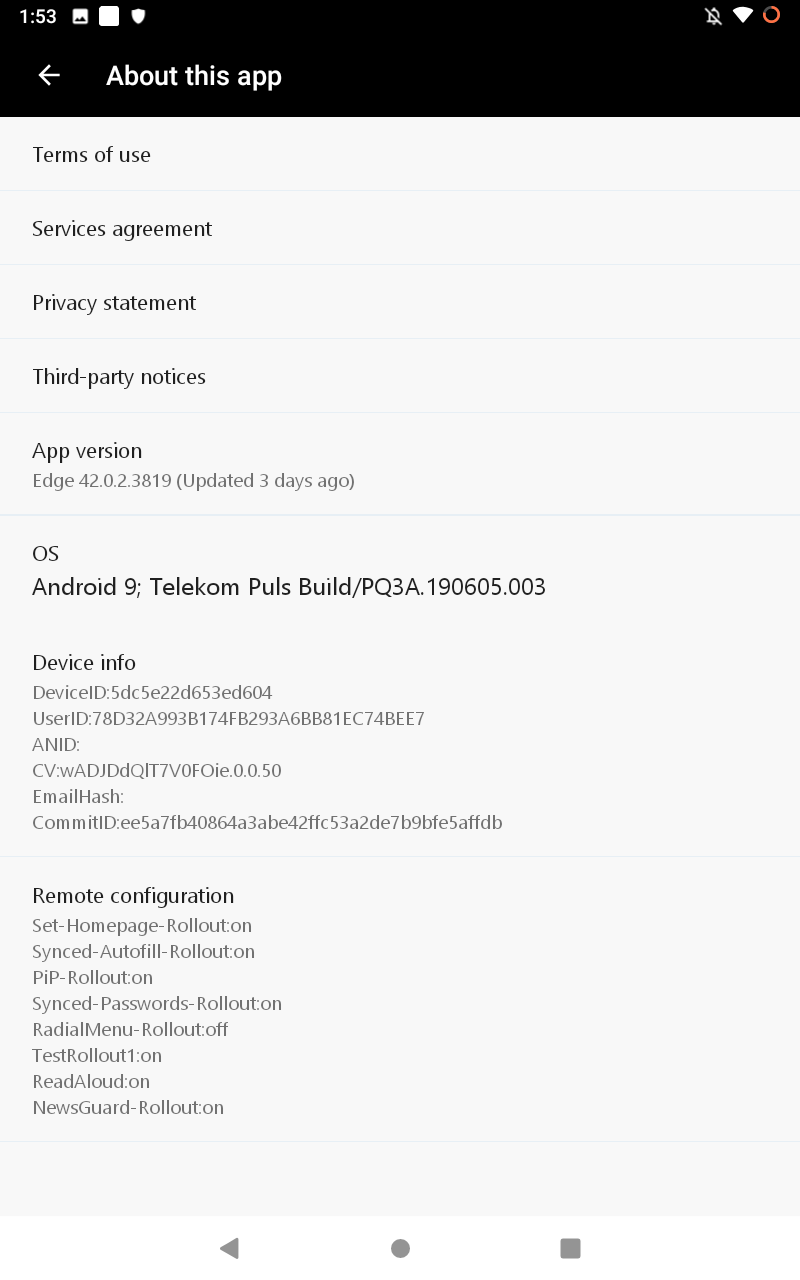 1:53
About this app
Terms of use
Services agreement
Privacy statement
Third-party notices
App version
Edge 42.0.2.3819 (Updated 3 days ago)
OS
Android 9; Telekom Puls Build/PQ3A.190605.003
Device info
DeviceID:5dc5e22d653ed604
UserID:78D32A993B174FB293A6BB81EC74BEE7
ANID:
CV:wADJDdQlT7V0FOie.0.0.50
EmailHash:
CommitID:ee5a7fb40864a3abe42ffc53a2de7b9bfe5affdb
Remote configuration
Set-Homepage-Rollout:on
Synced-Autofill-Rollout:on
PiP-Rollout:on
Synced-Passwords-Rollout:on
RadialMenu-Rollout:off
TestRollout1:on
ReadAloud:on
NewsGuard-Rollout:on